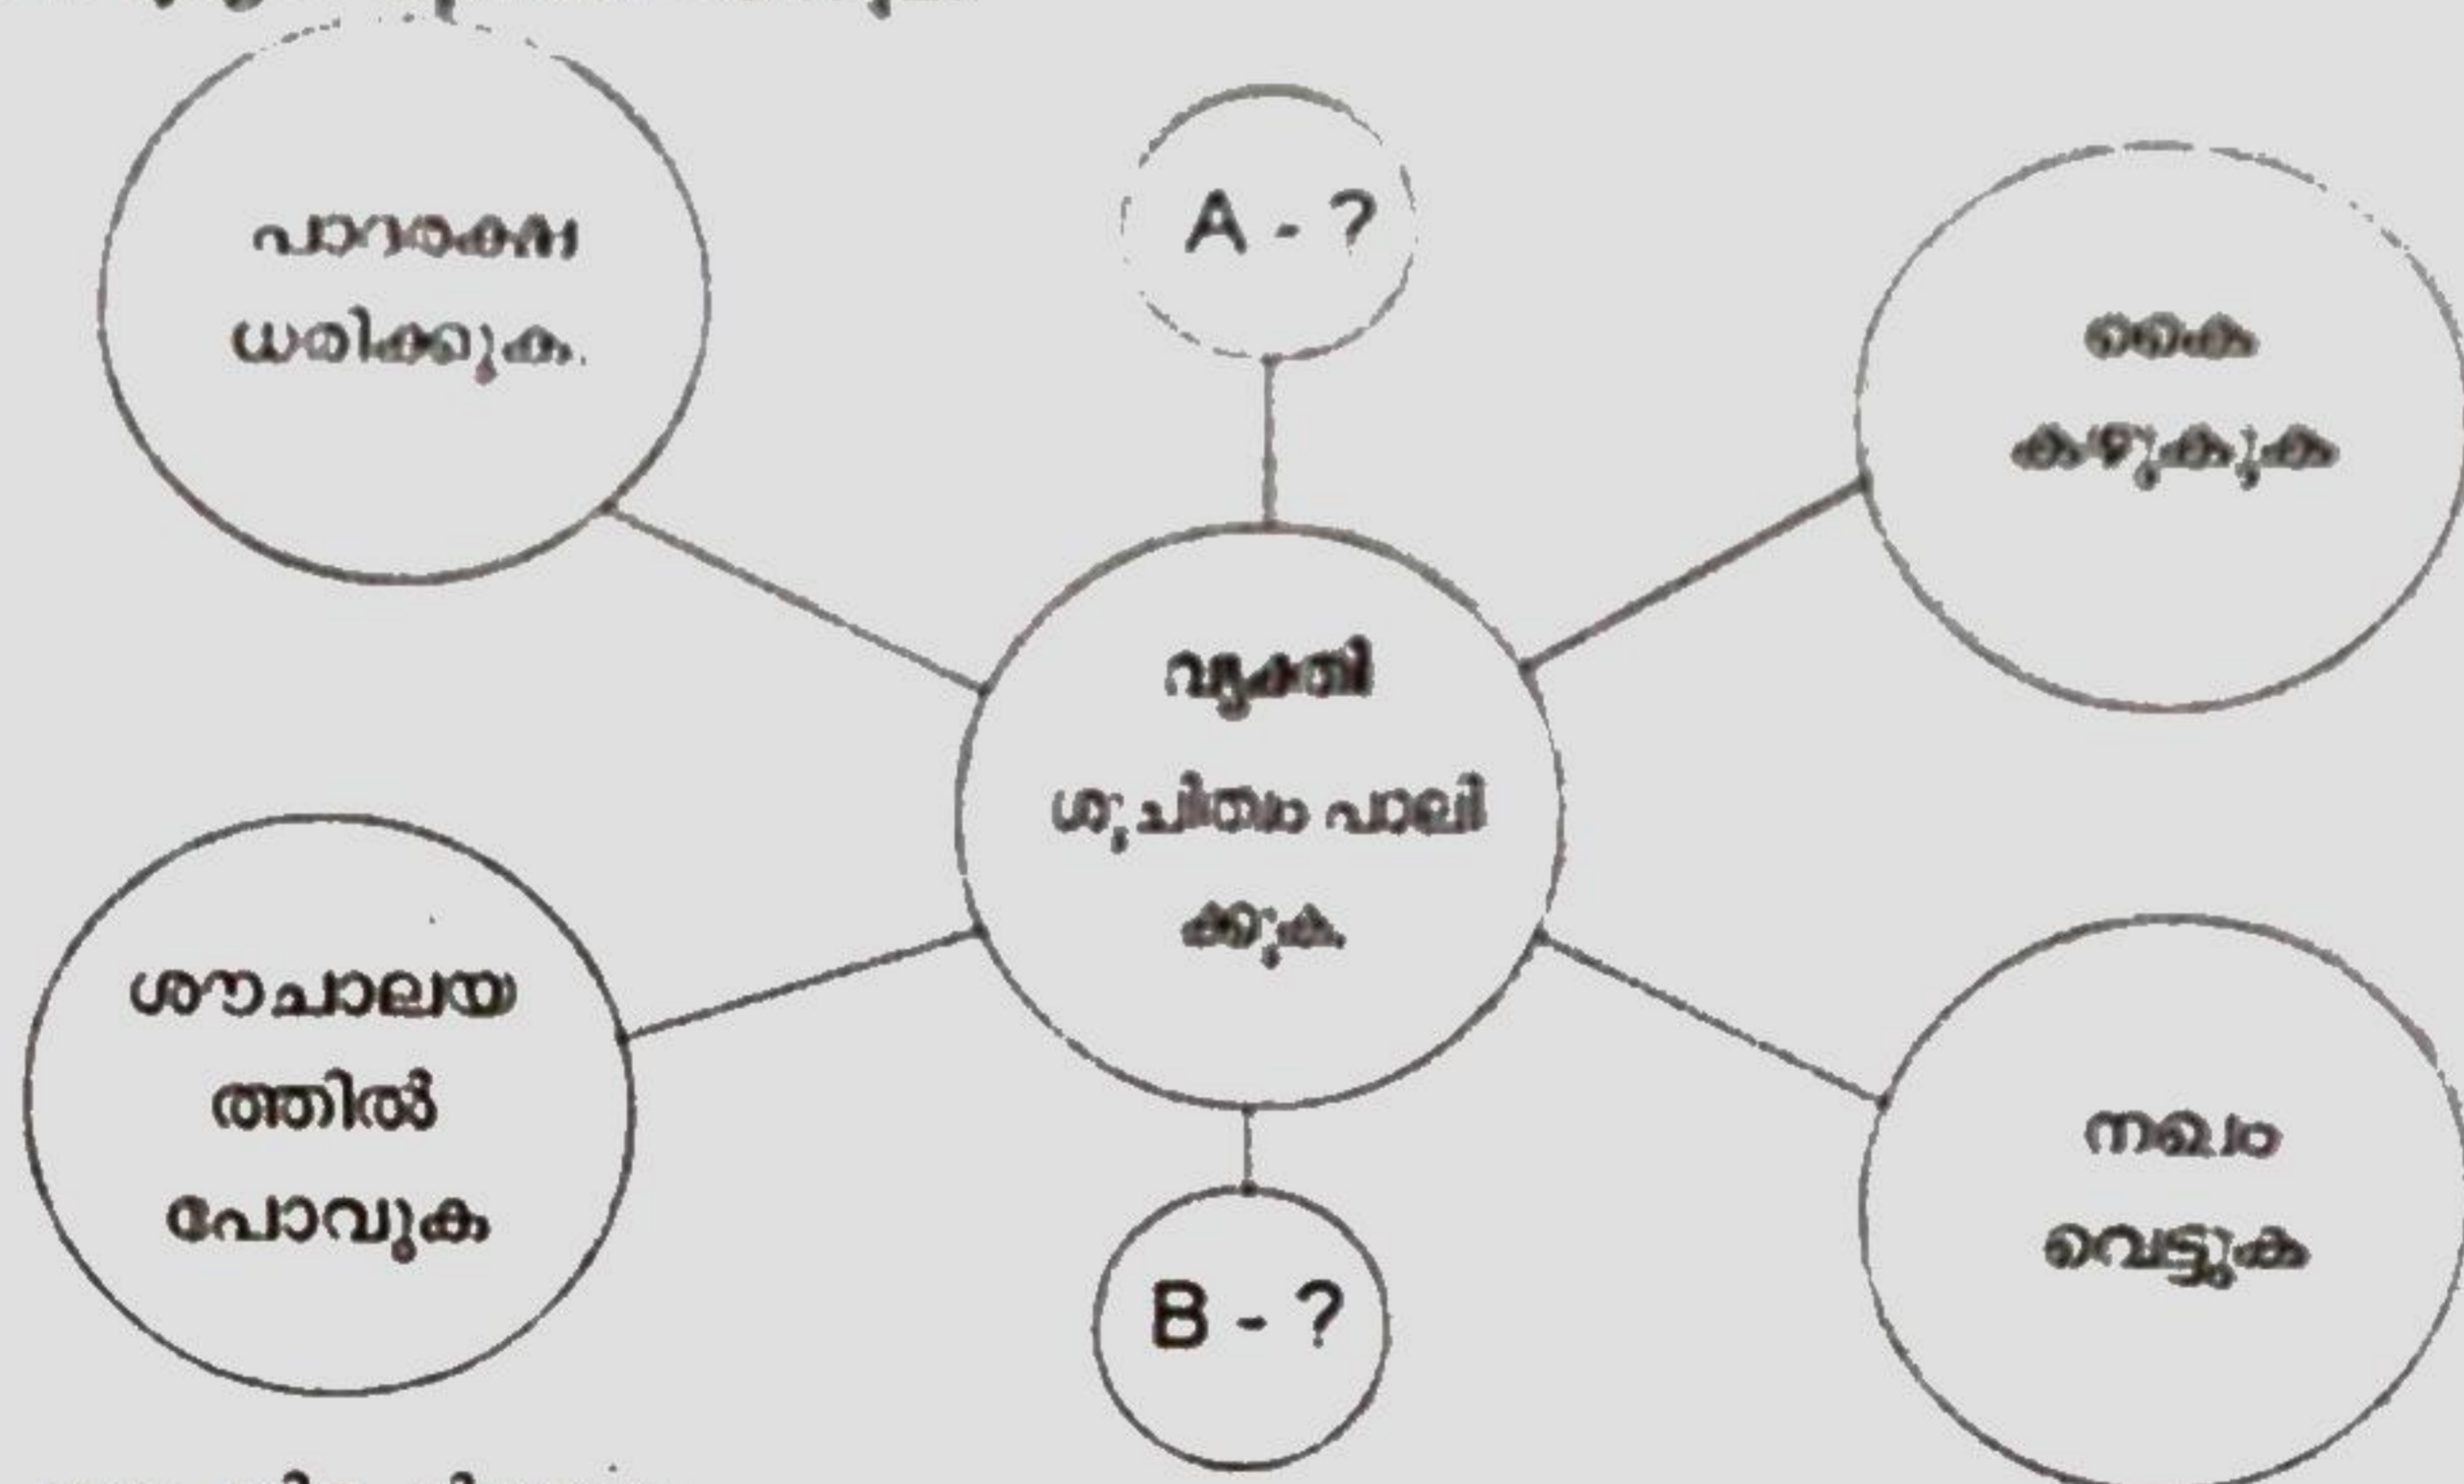 പാദരക്ഷ
ധരിക്കുക.
A - ?
കൈ
കഴുകുക
വ്യക്തി
ശുചിത്വം പാലി
ക്കുക.
ശൗചാലയ
ത്തിൽ
പോവുക
B - ?
നഖം
വെട്ടുക